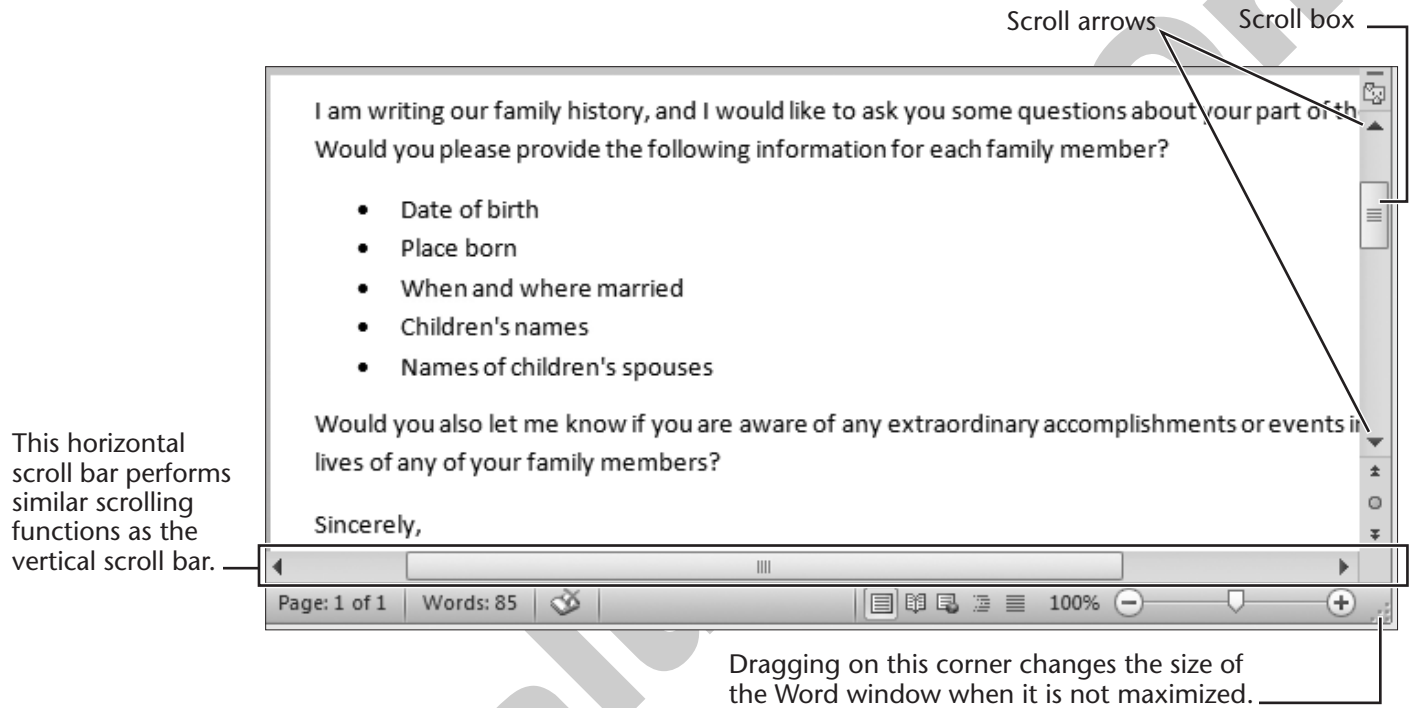 Scroll arrows
Scroll box
I am writing our family history, and I would like to ask you some questions about your part of th
Would you please provide the following information for each family member?
• Date of birth
• Place born
• When and where married
• Children's names
• Names of children's spouses
Would you also let me know if you are aware of any extraordinary accomplishments or events in
lives of any of your family members?
Sincerely,
This horizontal
scroll bar performs
similar scrolling
functions as the
vertical scroll bar.
Page: 1 of 1
Words: 85
100%
Dragging on this corner changes the size of
the Word window when it is not maximized.